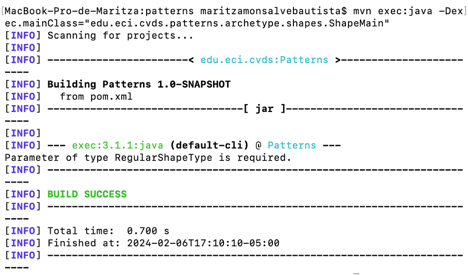 [MacBook-Pro-de-Maritza:patterns maritzamonsalvebautista$ mvn exec:java -Dex]
ec.mainClass="edu.eci.cvds.patterns.archetype.shapes.ShapeMain"
[INFO] Scanning for projects...
[INFO]
[INFO] ----------------------< edu.eci.cvds:Patterns >-------------------
----
[INFO] Building Patterns 1.0-SNAPSHOT
[INFO]   from pom.xml
[INFO] --------------------------------[ jar ]----------------------------
----
[INFO]
[INFO] --- exec:3.1.1:java (default-cli) @ Patterns ---
Parameter of type RegularShapeType is required.
[INFO] --------------------------------------------------------------------
----
[INFO] BUILD SUCCESS
[INFO] --------------------------------------------------------------------
----
[INFO] Total time:  0.700 s
[INFO] Finished at: 2024-02-06T17:10:10-05:00
[INFO] --------------------------------------------------------------------
----